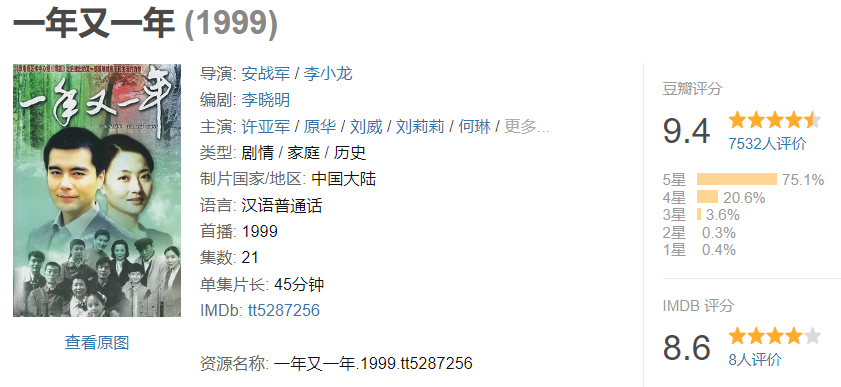 一年又一年 (1999)
一年又一年
导演: 安战军 / 李小龙
编剧: 李晓明
主演: 许亚军 / 原华 / 刘威 / 刘莉莉 / 何琳 / 更多...
类型: 剧情 / 家庭 / 历史
制片国家/地区: 中国大陆
语言: 汉语普通话
首播: 1999
集数: 21
单集片长: 45分钟
IMDb: tt5287256
资源名称: 一年又一年.1999.tt5287256
查看原图
豆瓣评分
9.4
7532人评价
5星 75.1%
4星 20.6%
3星 3.6%
2星 0.3%
1星 0.4%
IMDB 评分
8.6
8人评价